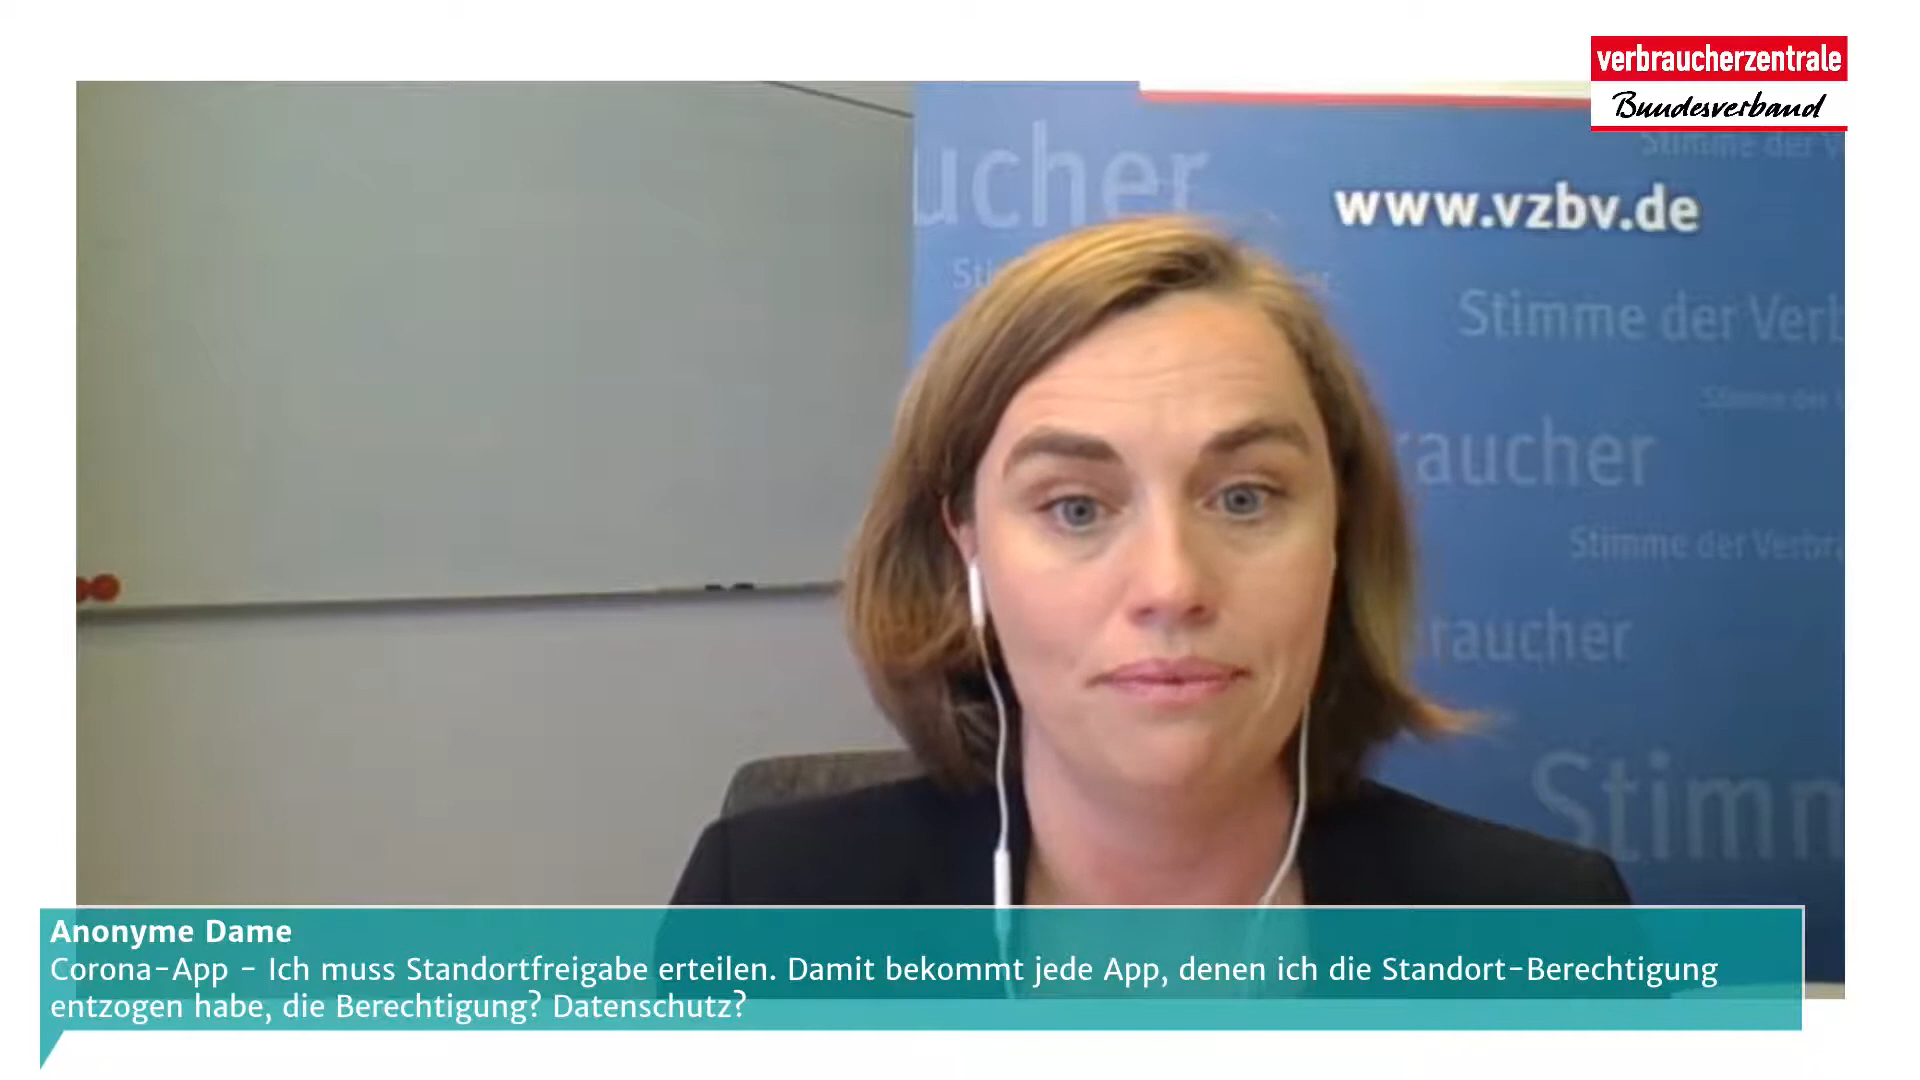 verbraucherzentrale
Bundesverband
ucher
www.vzbv.de
Stimme der Verb
raucher
Stimme der Verbra
raucher
Stimm
Anonyme Dame
Corona-App - Ich muss Standortfreigabe erteilen. Damit bekommt jede App, denen ich die Standort-Berechtigung
entzogen habe, die Berechtigung? Datenschutz?